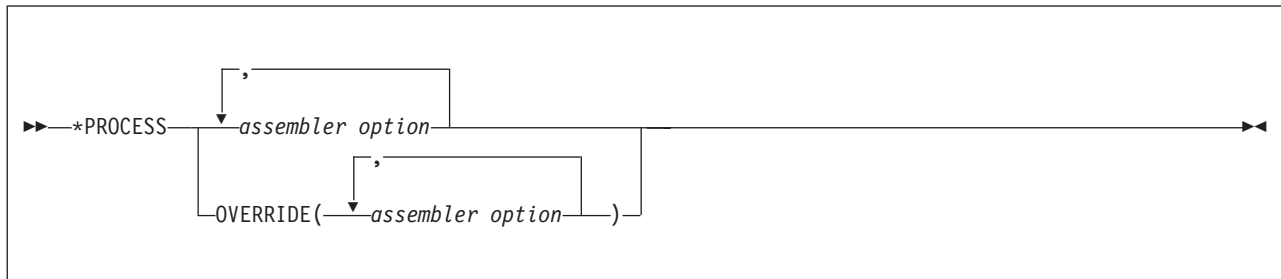 ,
*PROCESS assembler option
,
OVERRIDE( assembler option )